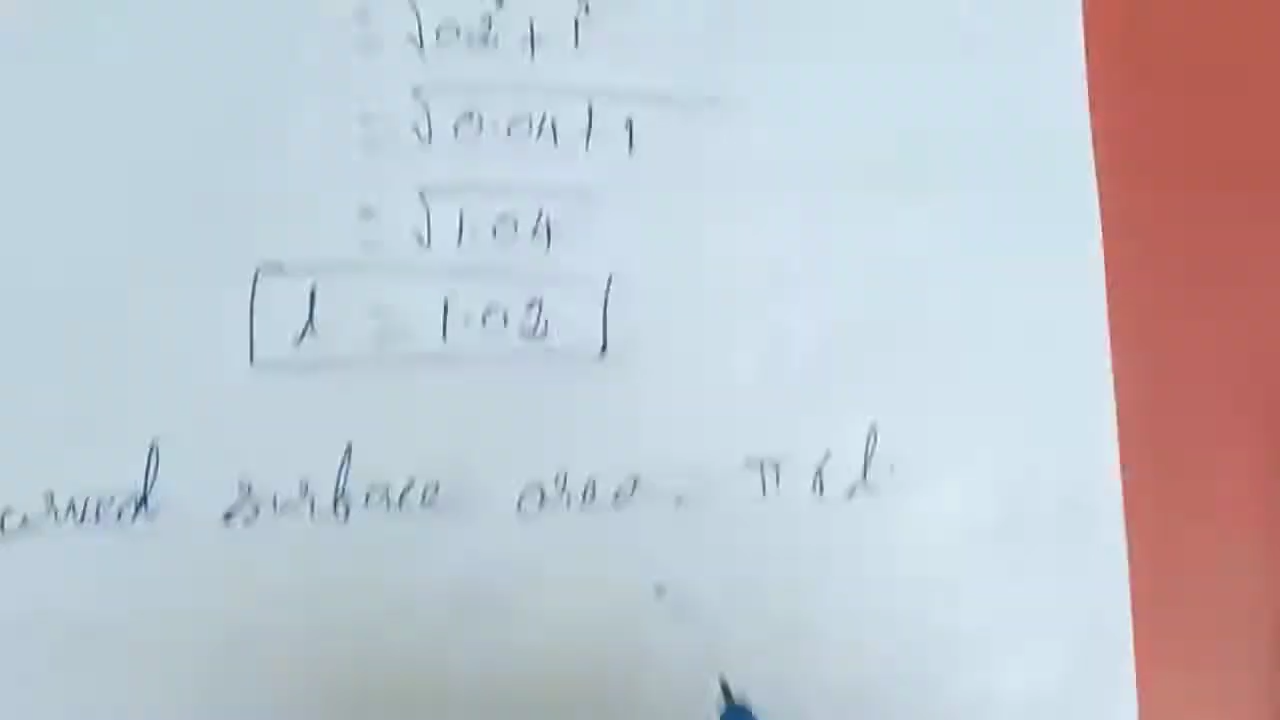 = √0.2² + 1²
= √0.04 + 1
= √1.04
l = 1.02
curved surface area = πrl